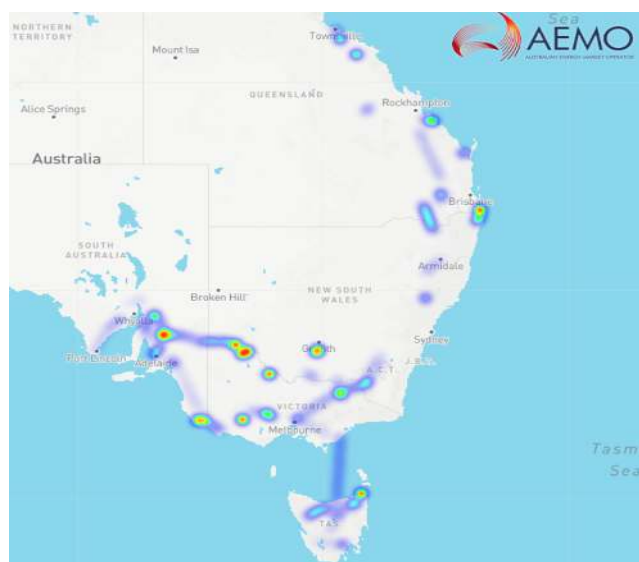 NORTHERN
TERRITORY
Sea
AEMO
AUSTRALIAN ENERGY MARKET OPERATOR
Townsville
Mount Isa
QUEENSLAND
Rockhampton
Alice Springs
Australia
Brisbane
SOUTH
AUSTRALIA
Armidale
Broken Hill
NEW SOUTH
WALES
Whyalla
Griffith
Sydney
Port Lincoln
Adelaide
A.C.T.
J.B.T.
VICTORIA
Melbourne
Tasm
Sea
TAS